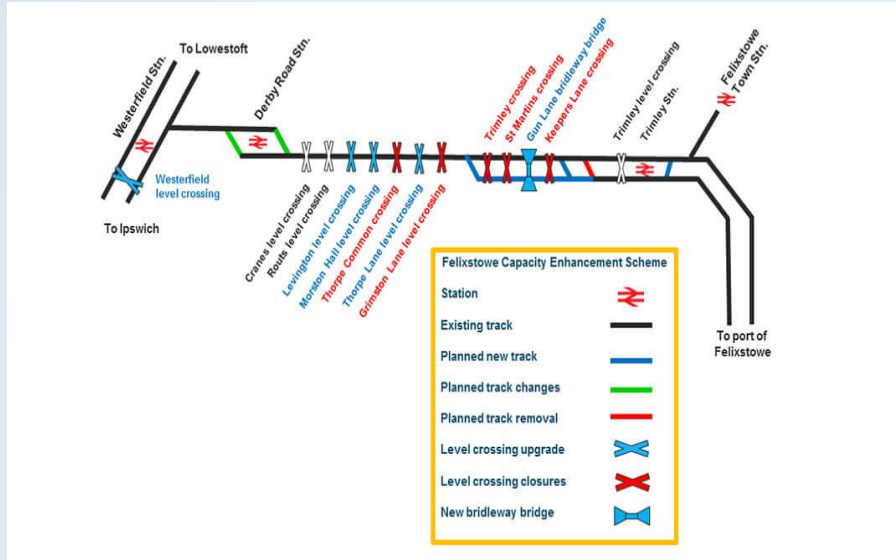 To Lowestoft
Westerfield Stn.
Derby Road Stn.
Westerfield
level crossing
To Ipswich
Cranes level crossing
Routs level crossing
Levington level crossing
Morston Hall level crossing
Thorpe Common crossing
Thorpe Lane level crossing
Grimston Lane level crossing
Trimley crossing
St Martins crossing
Gun Lane bridleway bridge
Keepers Lane crossing
Trimley level crossing
Trimley Stn.
Felixstowe
Town Stn.
To port of
Felixstowe
Felixstowe Capacity Enhancement Scheme
Station
Existing track
Planned new track
Planned track changes
Planned track removal
Level crossing upgrade
Level crossing closures
New bridleway bridge